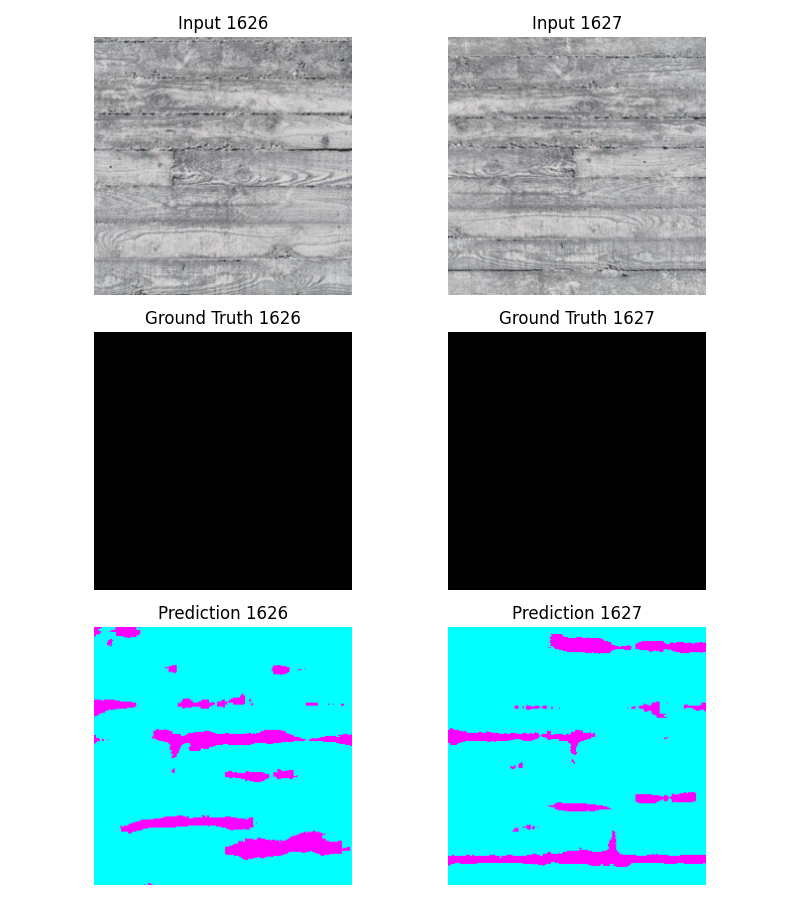 Input 1626
Input 1627
Ground Truth 1626
Ground Truth 1627
Prediction 1626
Prediction 1627